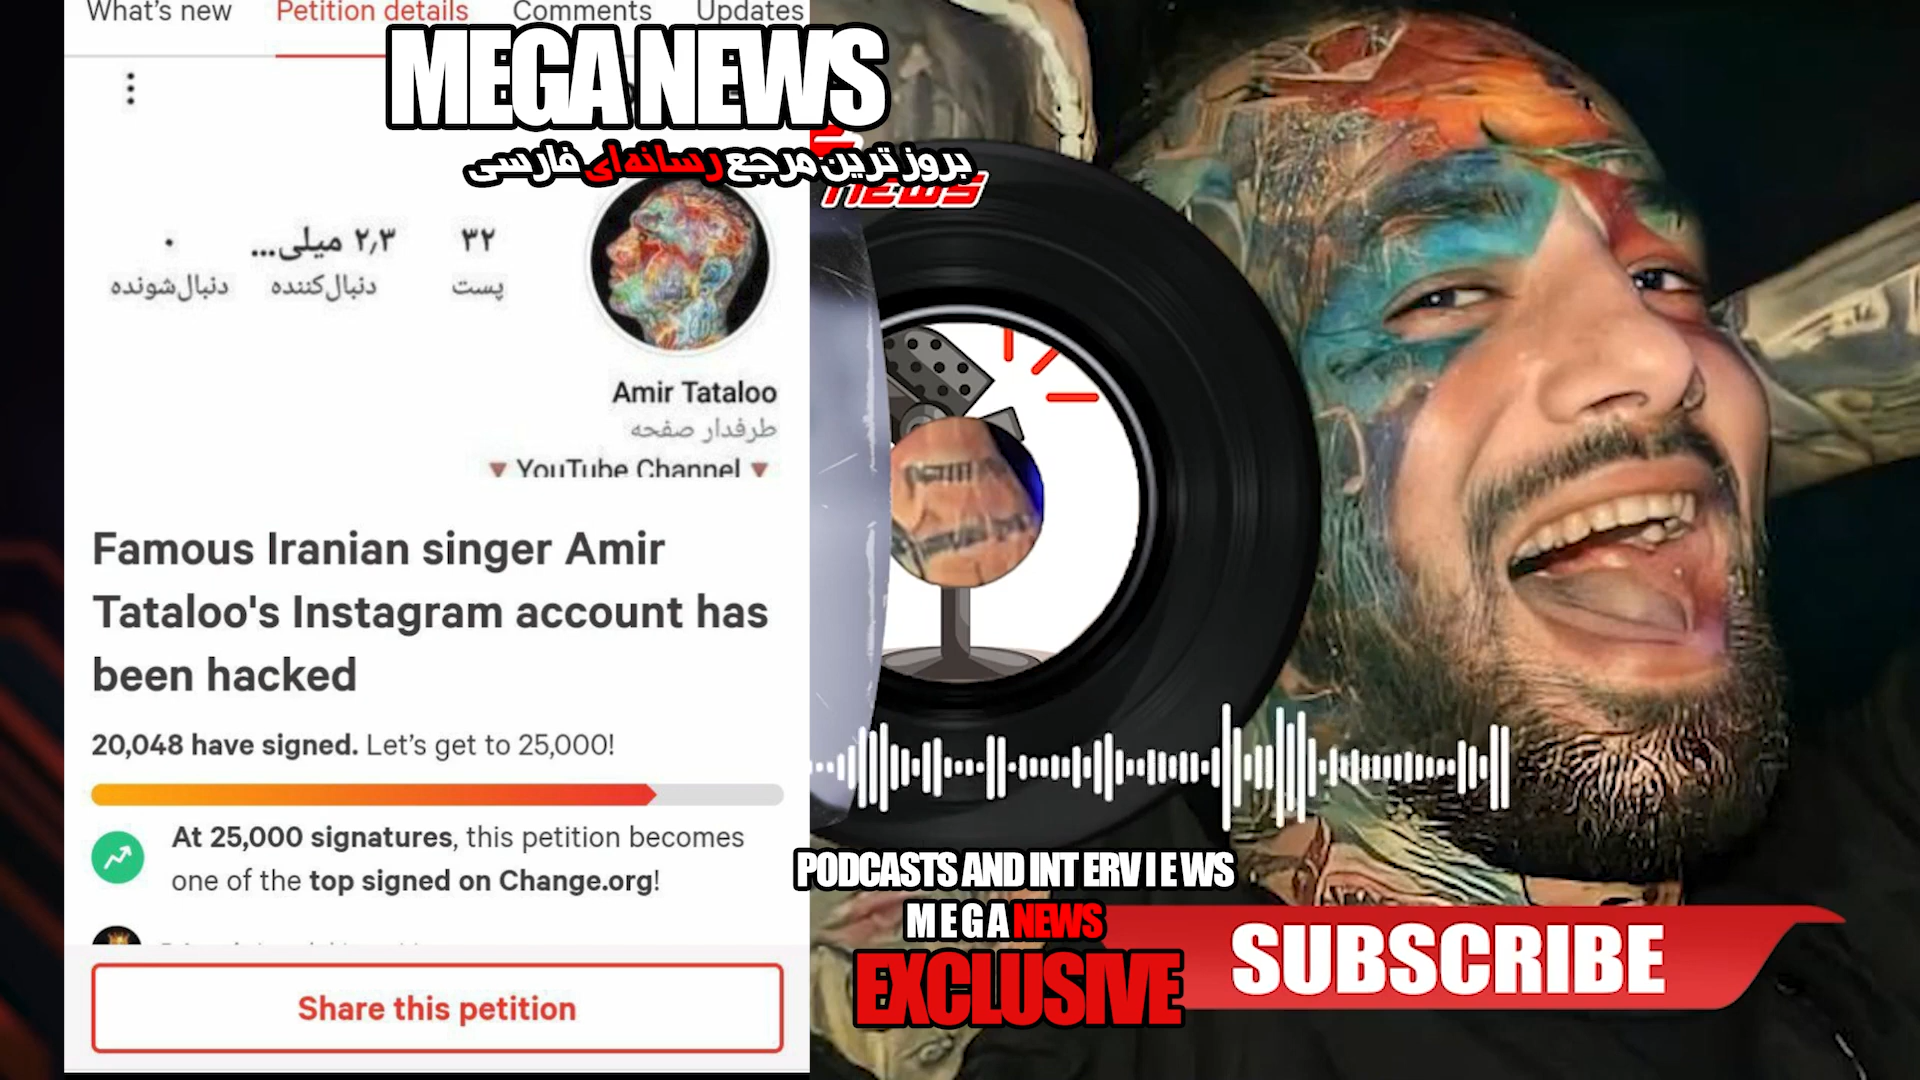 What's new Petition details Comments Updates
MEGA NEWS
بروزترین مرجع رسانه‌ای فارسی
NEWS
۳۲ ۲٫۳ میلی... ۰
پست دنبال‌کننده دنبال‌شونده
Amir Tataloo
طرفدار صفحه
YouTube Channel
Famous Iranian singer Amir
Tataloo's Instagram account has
been hacked
20,048 have signed. Let's get to 25,000!
At 25,000 signatures, this petition becomes
one of the top signed on Change.org!
Share this petition
PODCASTS AND INTERVIEWS
MEGA NEWS
EXCLUSIVE
SUBSCRIBE